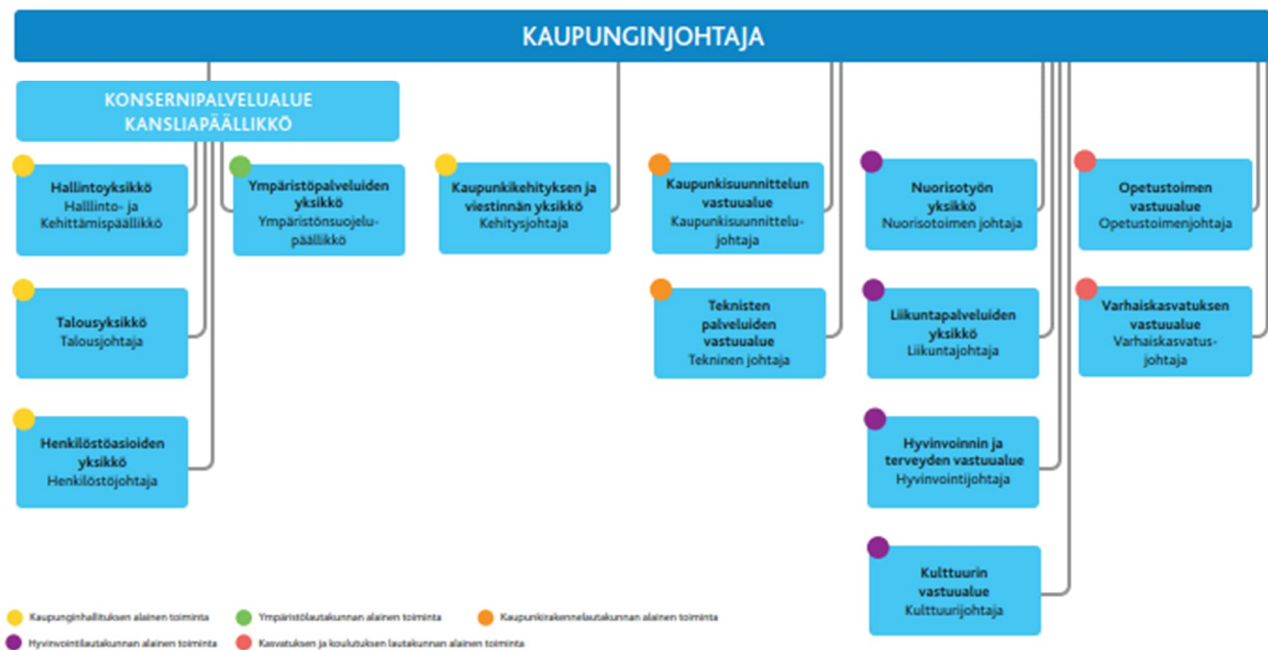 KAUPUNGINJOHTAJA
KONSERNIPALVELUALUE
KANSLIAPÄÄLLIKKÖ
Hallintoyksikkö
Halllinto- ja
Kehittämispäällikkö
Ympäristöpalveluiden
yksikkö
Ympäristönsuojelu-
päällikkö
Kaupunkikehityksen ja
viestinnän yksikkö
Kehitysjohtaja
Kaupunkisuunnittelun
vastuualue
Kaupunkisuunnittelu-
johtaja
Nuorisotyön
yksikkö
Nuorisotoimen johtaja
Opetustoimen
vastuualue
Opetustoimenjohtaja
Talousyksikkö
Talousjohtaja
Teknisten
palveluiden
vastuualue
Tekninen johtaja
Liikuntapalveluiden
yksikkö
Liikuntajohtaja
Varhaiskasvatuksen
vastuualue
Varhaiskasvatus-
johtaja
Henkilöstöasioiden
yksikkö
Henkilöstöjohtaja
Hyvinvoinnin ja
terveyden vastuualue
Hyvinvointijohtaja
Kulttuurin
vastuualue
Kulttuurijohtaja
Kaupunginhallituksen alainen toiminta
Ympäristölautakunnan alainen toiminta
Kaupunkirakennelautakunnan alainen toiminta
Hyvinvointilautakunnan alainen toiminta
Kasvatuksen ja koulutuksen lautakunnan alainen toiminta